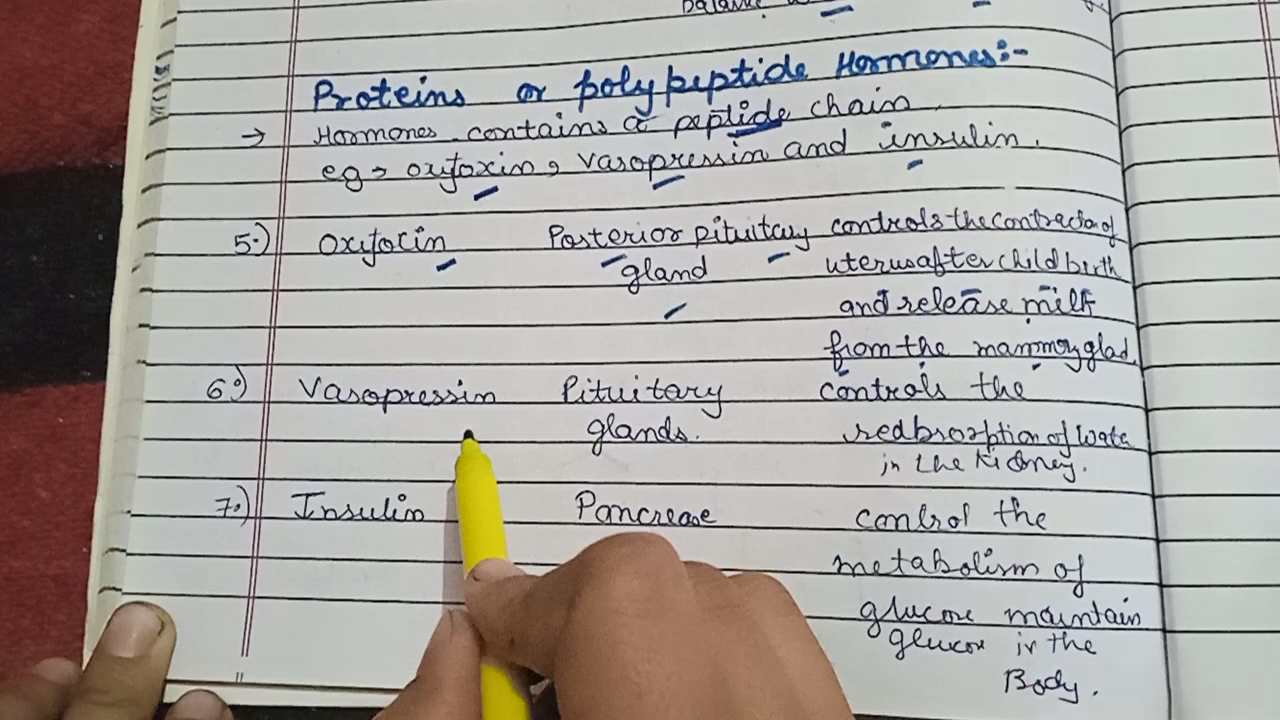 Proteins or polypeptide Hormones:-
→ Hormones contains a peptide chain
eg → oxytoxin, vasopressin and insulin.
5.) Oxytocin Posterior pituitary controls the contraction of
gland uterus after child birth
and release milk
from the mammory glad.
6.) Vasopressin Pituitary controls the
glands. reabsorption of wate
in the kidney.
7.) Insulin Pancrease control the
metabolism of
glucose maintain
glucose in the
Body.